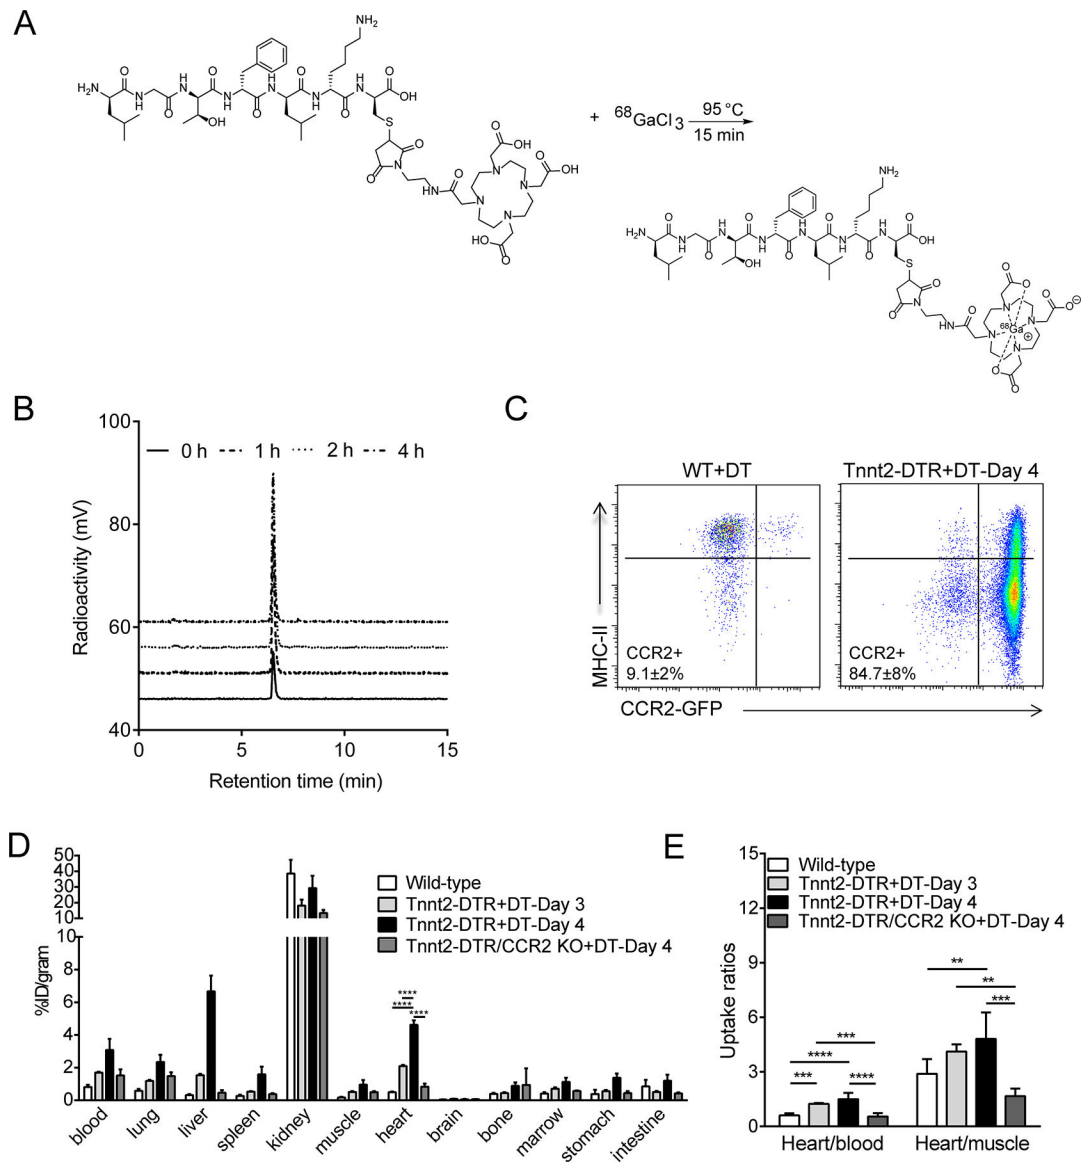 A
NH2
O
H2N
N
H
OH
S
+ 68GaCl3
95 °C
15 min
NH2
O
H2N
N
H
OH
S
68Ga
⊕
O⊖
B
100
80
60
40
Radioactivity (mV)
0 h 1 h 2 h 4 h
0 5 10 15
Retention time (min)
C
WT+DT Tnnt2-DTR+DT-Day 4
MHC-II
CCR2+
9.1±2%
CCR2+
84.7±8%
CCR2-GFP
D
50
40
30
20
10
10
8
6
4
2
0
%ID/gram
Wild-type
Tnnt2-DTR+DT-Day 3
Tnnt2-DTR+DT-Day 4
Tnnt2-DTR/CCR2 KO+DT-Day 4
****
****
****
blood lung liver spleen kidney muscle heart brain bone marrow stomach intestine
E
15
12
9
6
3
0
Uptake ratios
Wild-type
Tnnt2-DTR+DT-Day 3
Tnnt2-DTR+DT-Day 4
Tnnt2-DTR/CCR2 KO+DT-Day 4
**
**
***
***
****
*** ****
Heart/blood Heart/muscle